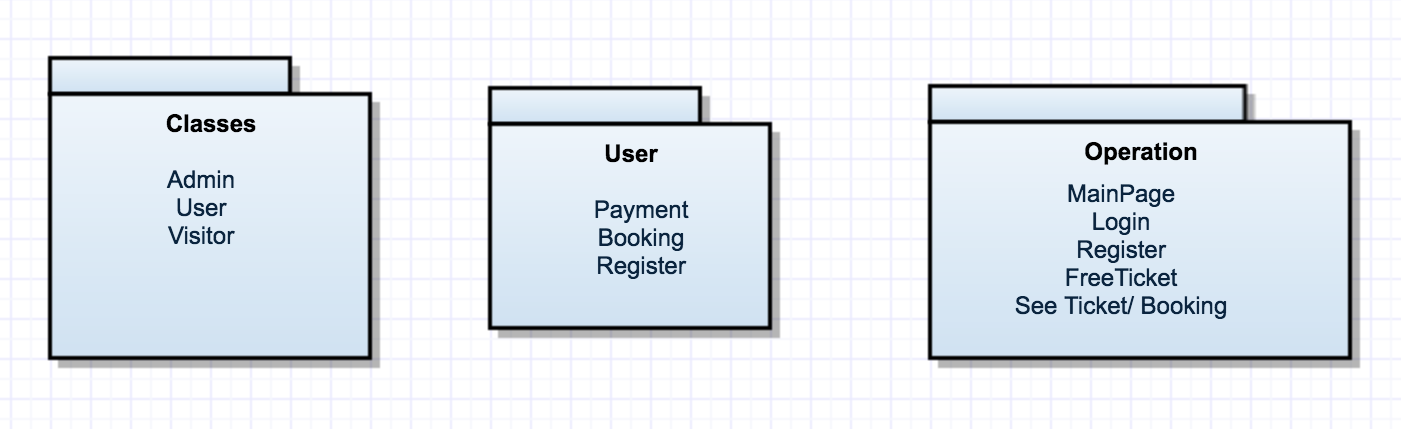 Classes
Admin
User
Visitor
User
Payment
Booking
Register
Operation
MainPage
Login
Register
FreeTicket
See Ticket/ Booking